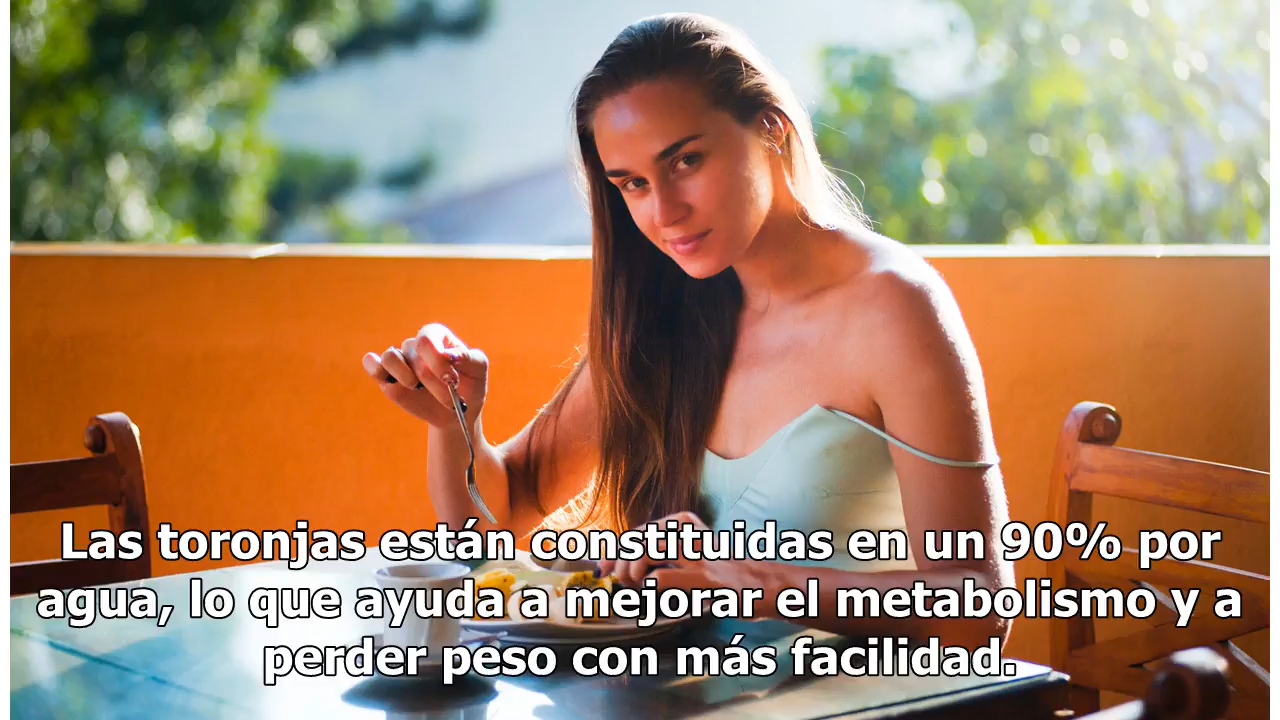 Las toronjas están constituidas en un 90% por
agua, lo que ayuda a mejorar el metabolismo y a
perder peso con más facilidad.